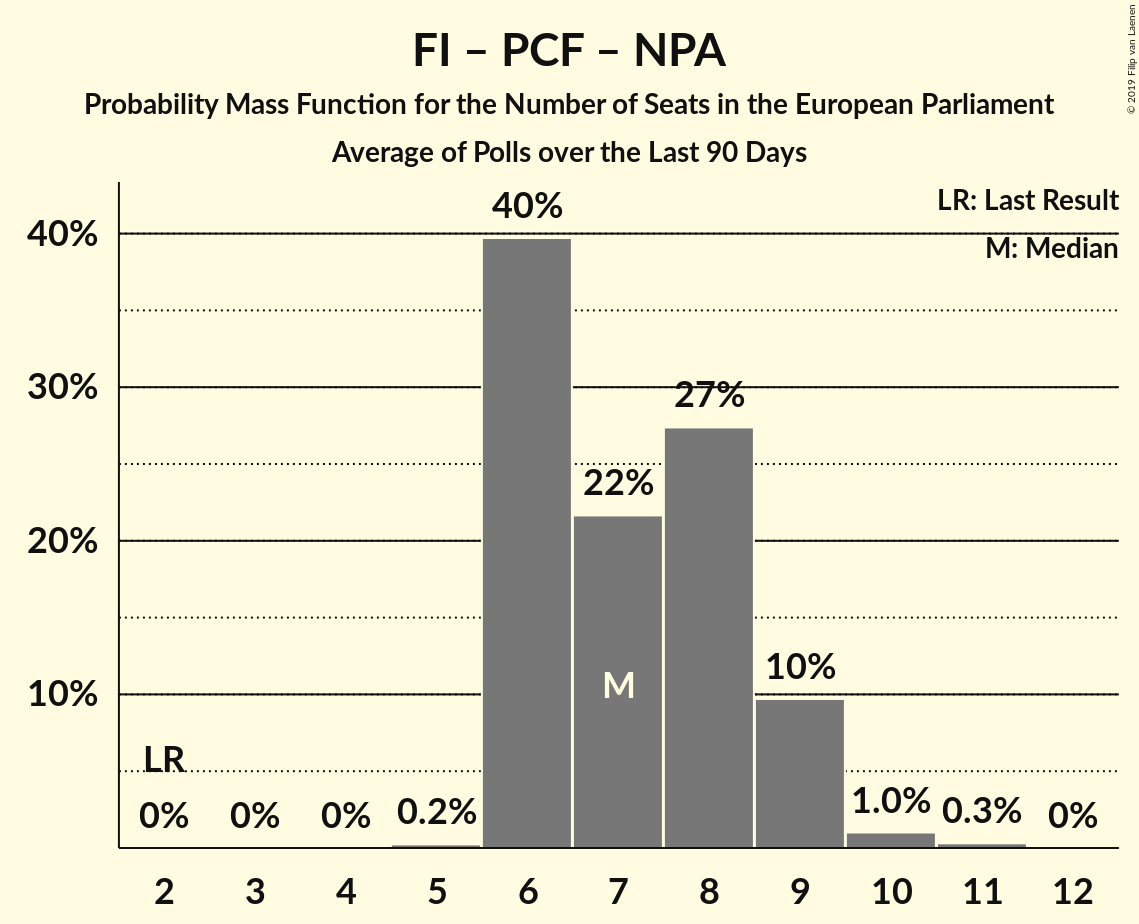 FI – PCF – NPA
Probability Mass Function for the Number of Seats in the European Parliament
Average of Polls over the Last 90 Days
© 2019 Filip van Laenen
LR: Last Result
M: Median
40%
30%
20%
10%
40%
27%
22%
M
10%
LR
0%
0%
0%
0.2%
1.0%
0.3%
0%
2 3 4 5 6 7 8 9 10 11 12